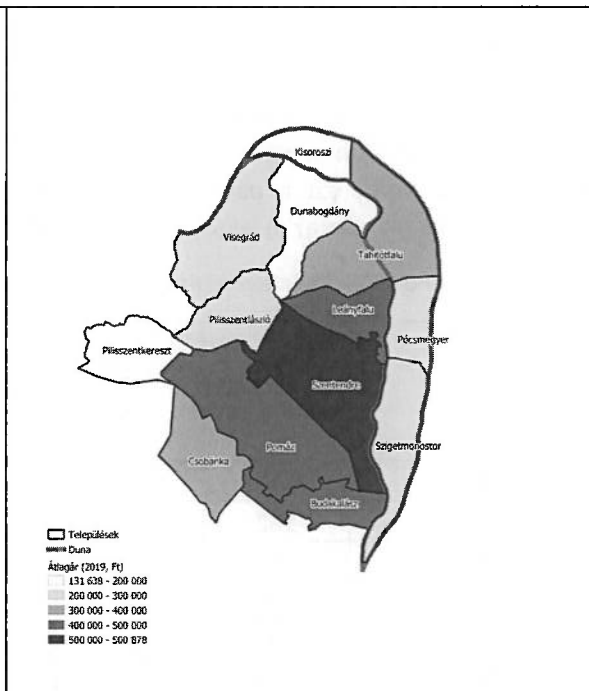 Kisoroszi
Dunabogdány
Visegrád
Tahitótfalu
Leányfalu
Pilisszentlászló
Pócsmegyer
Pilisszentkereszt
Szentendre
Szigetmonostor
Pomáz
Csobánka
Budakalász
Települések
Duna
Átlagár (2019, Ft)
131 638 - 200 000
200 000 - 300 000
300 000 - 400 000
400 000 - 500 000
500 000 - 500 878